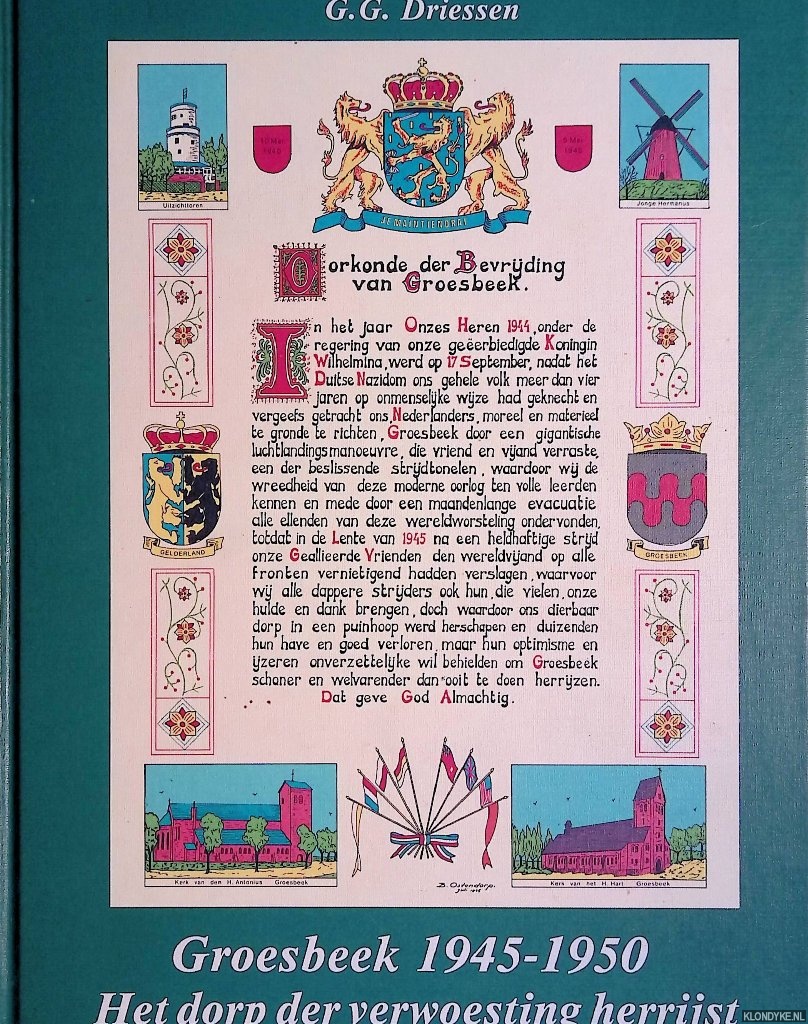 G.G. Driessen
Uitzichttoren
10 Mei
1940
JE MAINTIENDRAI
5 Mei
1945
Jonge Hermanus
Oorkonde der Bevrijding
van Groesbeek.
In het jaar Onzes Heren 1944, onder de
regering van onze geëerbiedigde Koningin
Wilhelmina, werd op 17 September, nadat het
Duitse Nazidom ons gehele volk meer dan vier
jaren op onmenselijke wijze had geknecht en
vergeefs getracht ons, Nederlanders, moreel en materieel
te gronde te richten, Groesbeek door een gigantische
luchtlandingsmanoeuvre, die vriend en vijand verraste,
een der beslissende strijdtonelen, waardoor wij de
wreedheid van deze moderne oorlog ten volle leerden
kennen en mede door een maandenlange evacuatie
alle ellenden van deze wereldworsteling ondervonden,
totdat in de Lente van 1945 na een heldhaftige strijd
onze Geallieerde Vrienden den wereldvijand op alle
fronten vernietigend hadden verslagen, waarvoor
wij alle dappere strijders ook hun, die vielen, onze
hulde en dank brengen, doch waardoor ons dierbaar
dorp in een puinhoop werd herschapen en duizenden
hun have en goed verloren, maar hun optimisme en
ijzeren onverzettelijke wil behielden om Groesbeek
schoner en welvarender dan ooit te doen herrijzen.
Dat geve God Almachtig.
GELDERLAND
GROESBEEK
Kerk van den H. Antonius Groesbeek
B. Ostendorp.
Kerk van het H. Hart Groesbeek
Groesbeek 1945-1950
Het dorp der verwoesting herrijst
KLONDYKE.NL